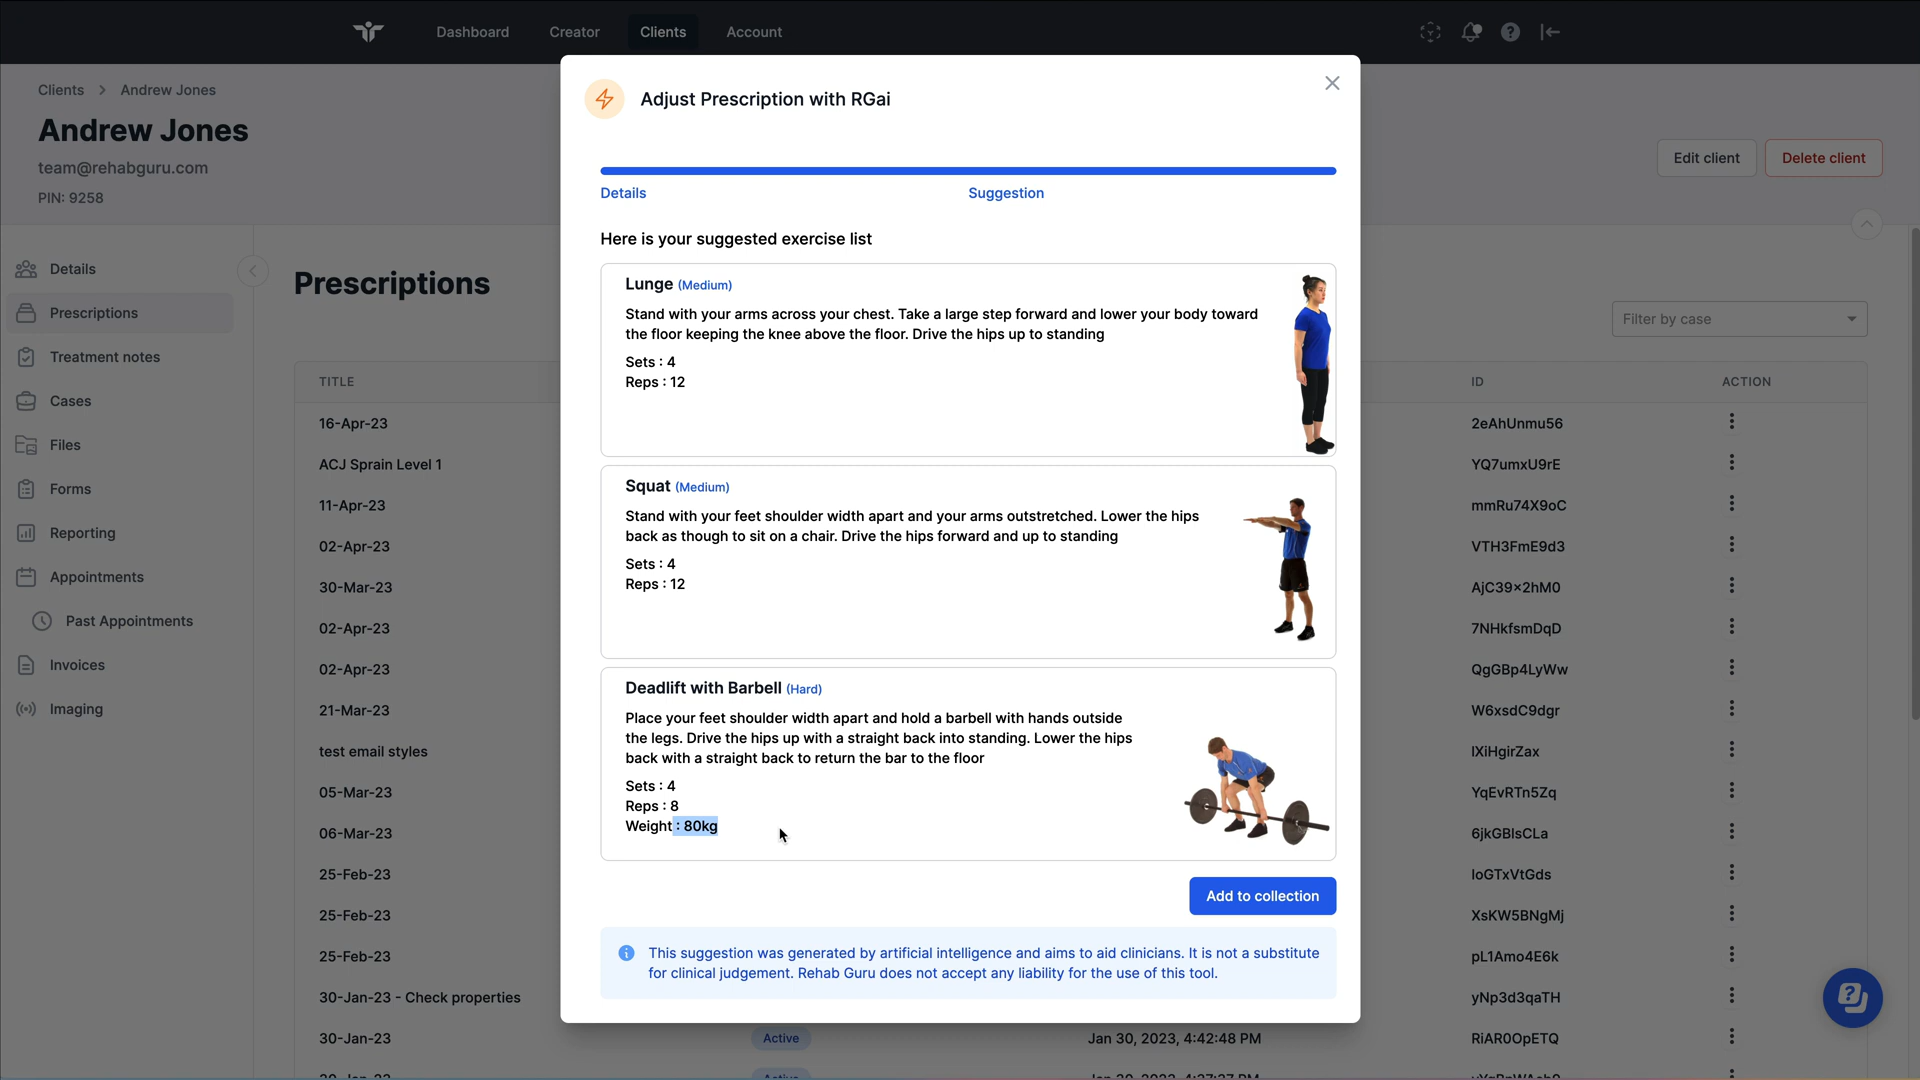 Dashboard
Creator
Clients
Account
Clients
Andrew Jones
Andrew Jones
team@rehabguru.com
PIN: 9258
Edit client
Delete client
Details
Prescriptions
Treatment notes
Cases
Files
Forms
Reporting
Appointments
Past Appointments
Invoices
Imaging
Prescriptions
Filter by case
TITLE
ID
ACTION
16-Apr-23
2eAhUnmu56
ACJ Sprain Level 1
YQ7umxU9rE
11-Apr-23
mmRu74X9oC
02-Apr-23
VTH3FmE9d3
30-Mar-23
AjC39×2hM0
02-Apr-23
7NHkfsmDqD
02-Apr-23
QgGBp4LyWw
21-Mar-23
W6xsdC9dgr
test email styles
IXiHgirZax
05-Mar-23
YqEvRTn5Zq
06-Mar-23
6jkGBlsCLa
25-Feb-23
loGTxVtGds
25-Feb-23
XsKW5BNgMj
25-Feb-23
pL1Amo4E6k
30-Jan-23 - Check properties
yNp3d3qaTH
30-Jan-23
Active
Jan 30, 2023, 4:42:48 PM
RiAR0OpETQ
Adjust Prescription with RGai
Details
Suggestion
Here is your suggested exercise list
Lunge (Medium)
Stand with your arms across your chest. Take a large step forward and lower your body toward
the floor keeping the knee above the floor. Drive the hips up to standing
Sets : 4
Reps : 12
Squat (Medium)
Stand with your feet shoulder width apart and your arms outstretched. Lower the hips
back as though to sit on a chair. Drive the hips forward and up to standing
Sets : 4
Reps : 12
Deadlift with Barbell (Hard)
Place your feet shoulder width apart and hold a barbell with hands outside
the legs. Drive the hips up with a straight back into standing. Lower the hips
back with a straight back to return the bar to the floor
Sets : 4
Reps : 8
Weight : 80kg
Add to collection
This suggestion was generated by artificial intelligence and aims to aid clinicians. It is not a substitute
for clinical judgement. Rehab Guru does not accept any liability for the use of this tool.